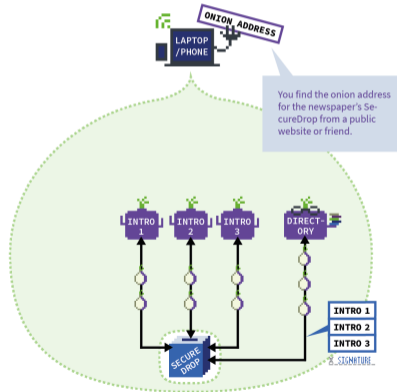 ONION ADDRESS
LAPTOP
/PHONE
You find the onion address
for the newspaper's Se-
cureDrop from a public
website or friend.
INTRO
1
INTRO
2
INTRO
3
DIRECT-
ORY
INTRO 1
INTRO 2
INTRO 3
SIGNATURE
SECURE
DROP